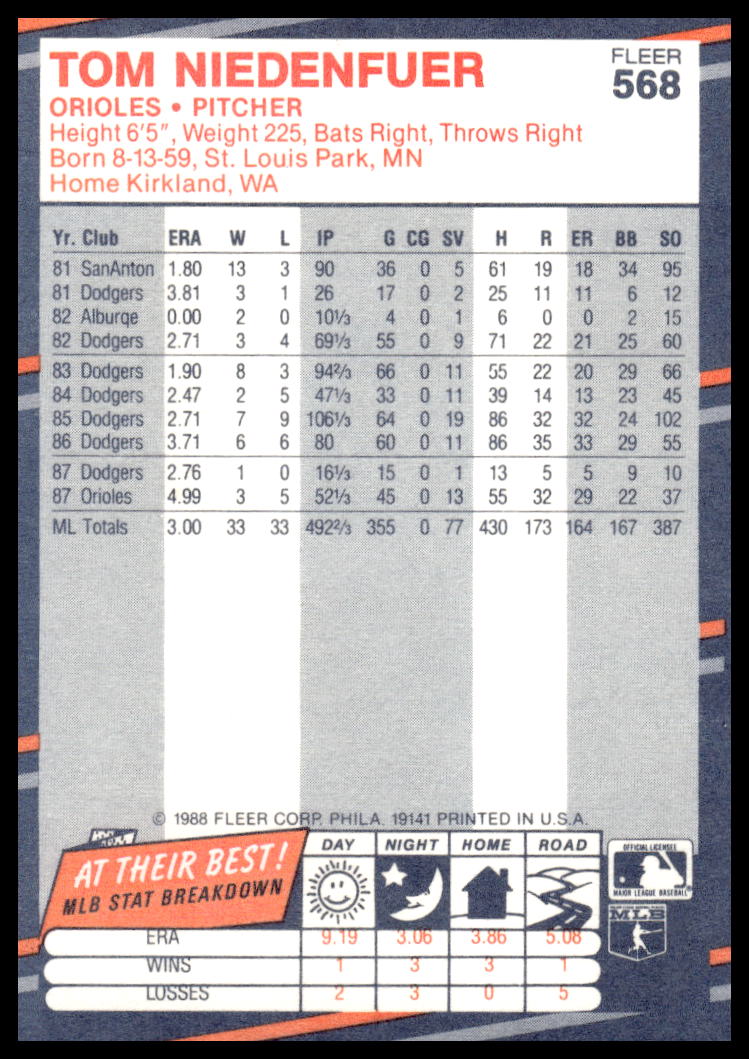 TOM NIEDENFUER
FLEER
568
ORIOLES • PITCHER
Height 6'5", Weight 225, Bats Right, Throws Right
Born 8-13-59, St. Louis Park, MN
Home Kirkland, WA
Yr. Club ERA W L IP G CG SV H R ER BB SO
81 SanAnton 1.80 13 3 90 36 0 5 61 19 18 34 95
81 Dodgers 3.81 3 1 26 17 0 2 25 11 11 6 12
82 Alburqe 0.00 2 0 10⅓ 4 0 1 6 0 0 2 15
82 Dodgers 2.71 3 4 69⅓ 55 0 9 71 22 21 25 60
83 Dodgers 1.90 8 3 94⅔ 66 0 11 55 22 20 29 66
84 Dodgers 2.47 2 5 47⅓ 33 0 11 39 14 13 23 45
85 Dodgers 2.71 7 9 106⅓ 64 0 19 86 32 32 24 102
86 Dodgers 3.71 6 6 80 60 0 11 86 35 33 29 55
87 Dodgers 2.76 1 0 16⅓ 15 0 1 13 5 5 9 10
87 Orioles 4.99 3 5 52⅓ 45 0 13 55 32 29 22 37
ML Totals 3.00 33 33 492⅔ 355 0 77 430 173 164 167 387
© 1988 FLEER CORP. PHILA. 19141 PRINTED IN U.S.A.
AT THEIR BEST!
MLB STAT BREAKDOWN
DAY NIGHT HOME ROAD
OFFICIAL LICENSEE
MAJOR LEAGUE BASEBALL®
MLB
ERA 9.19 3.06 3.86 5.08
WINS 1 3 3 1
LOSSES 2 3 0 5